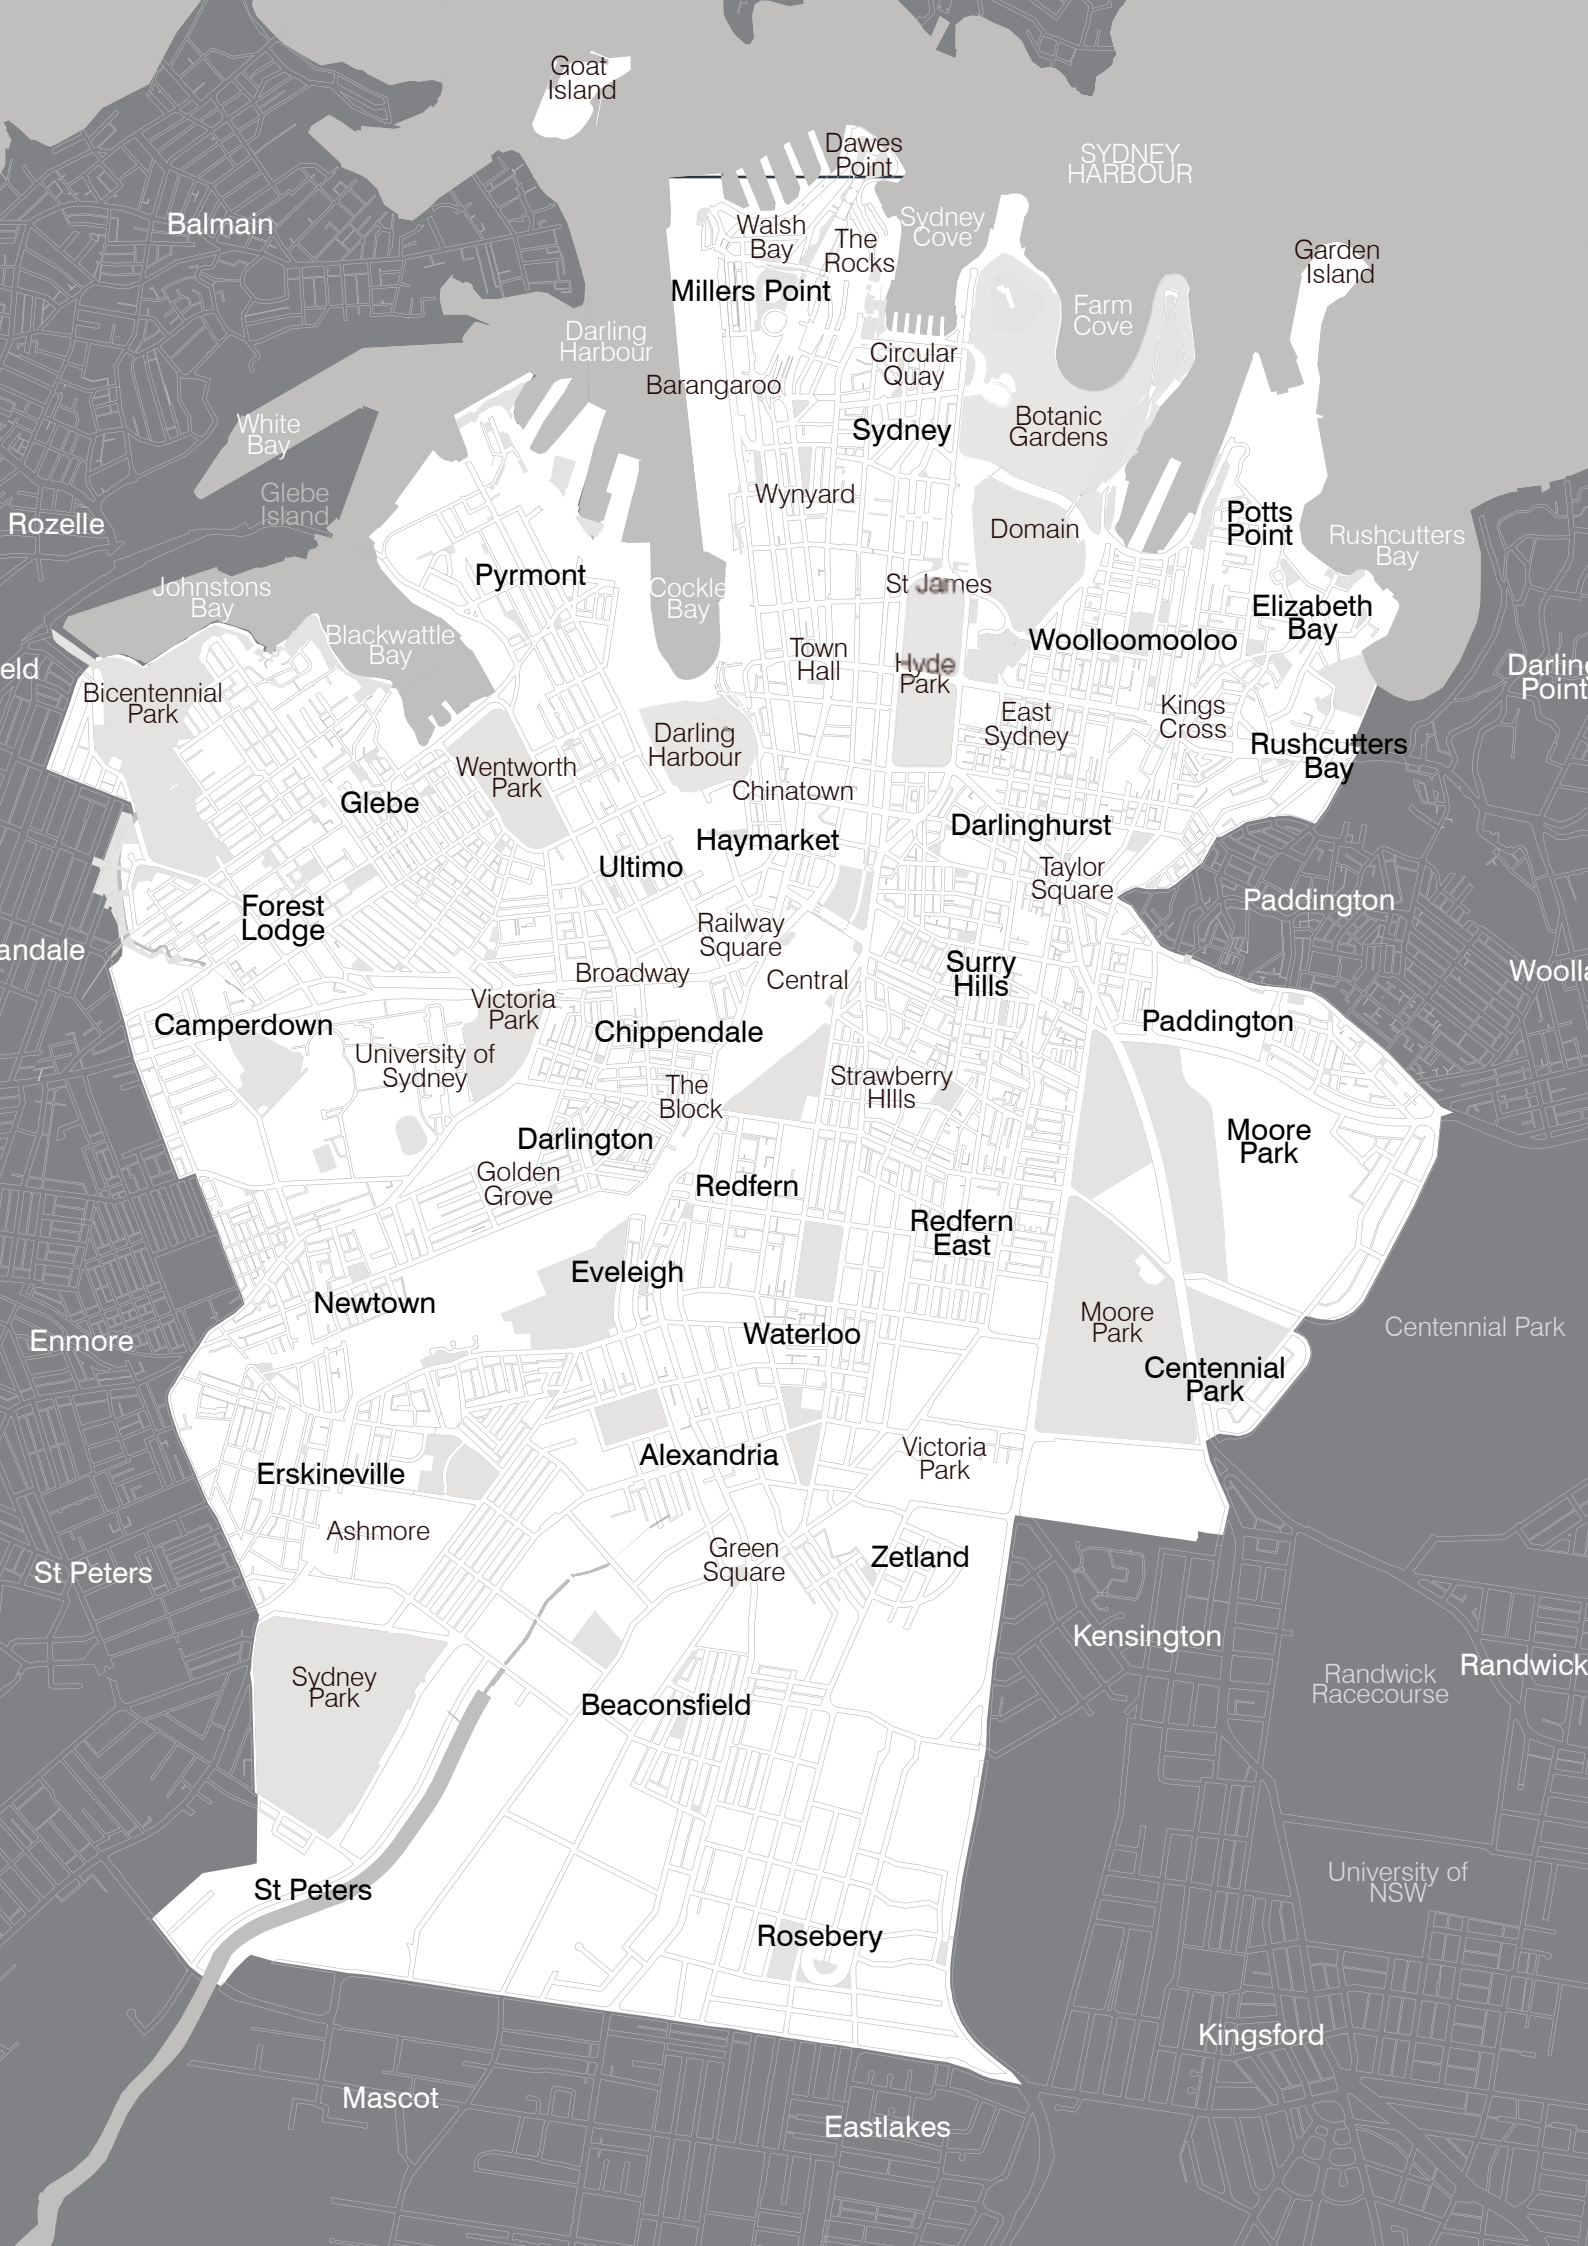 Goat
Island
Dawes
Point
SYDNEY
HARBOUR
Balmain
Walsh
Bay
The
Rocks
Sydney
Cove
Garden
Island
Millers Point
Darling
Harbour
Farm
Cove
Circular
Quay
Barangaroo
White
Bay
Sydney
Botanic
Gardens
Glebe
Island
Rozelle
Wynyard
Domain
Potts
Point
Rushcutters
Bay
Johnstons
Bay
Pyrmont
Cockle
Bay
St James
Elizabeth
Bay
Blackwattle
Bay
Woolloomooloo
eld
Town
Hall
Hyde
Park
Darling
Point
Bicentennial
Park
Darling
Harbour
East
Sydney
Kings
Cross
Rushcutters
Bay
Wentworth
Park
Glebe
Chinatown
Haymarket
Darlinghurst
Ultimo
Taylor
Square
Forest
Lodge
Paddington
Railway
Square
andale
Broadway
Central
Surry
Hills
Woolla
Camperdown
Victoria
Park
Chippendale
Paddington
University of
Sydney
The
Block
Strawberry
HIlls
Darlington
Moore
Park
Golden
Grove
Redfern
Redfern
East
Eveleigh
Newtown
Enmore
Waterloo
Moore
Park
Centennial Park
Centennial
Park
Alexandria
Victoria
Park
Erskineville
Ashmore
Green
Square
Zetland
St Peters
Kensington
Sydney
Park
Randwick
Racecourse
Randwick
Beaconsfield
St Peters
University of
NSW
Rosebery
Kingsford
Mascot
Eastlakes